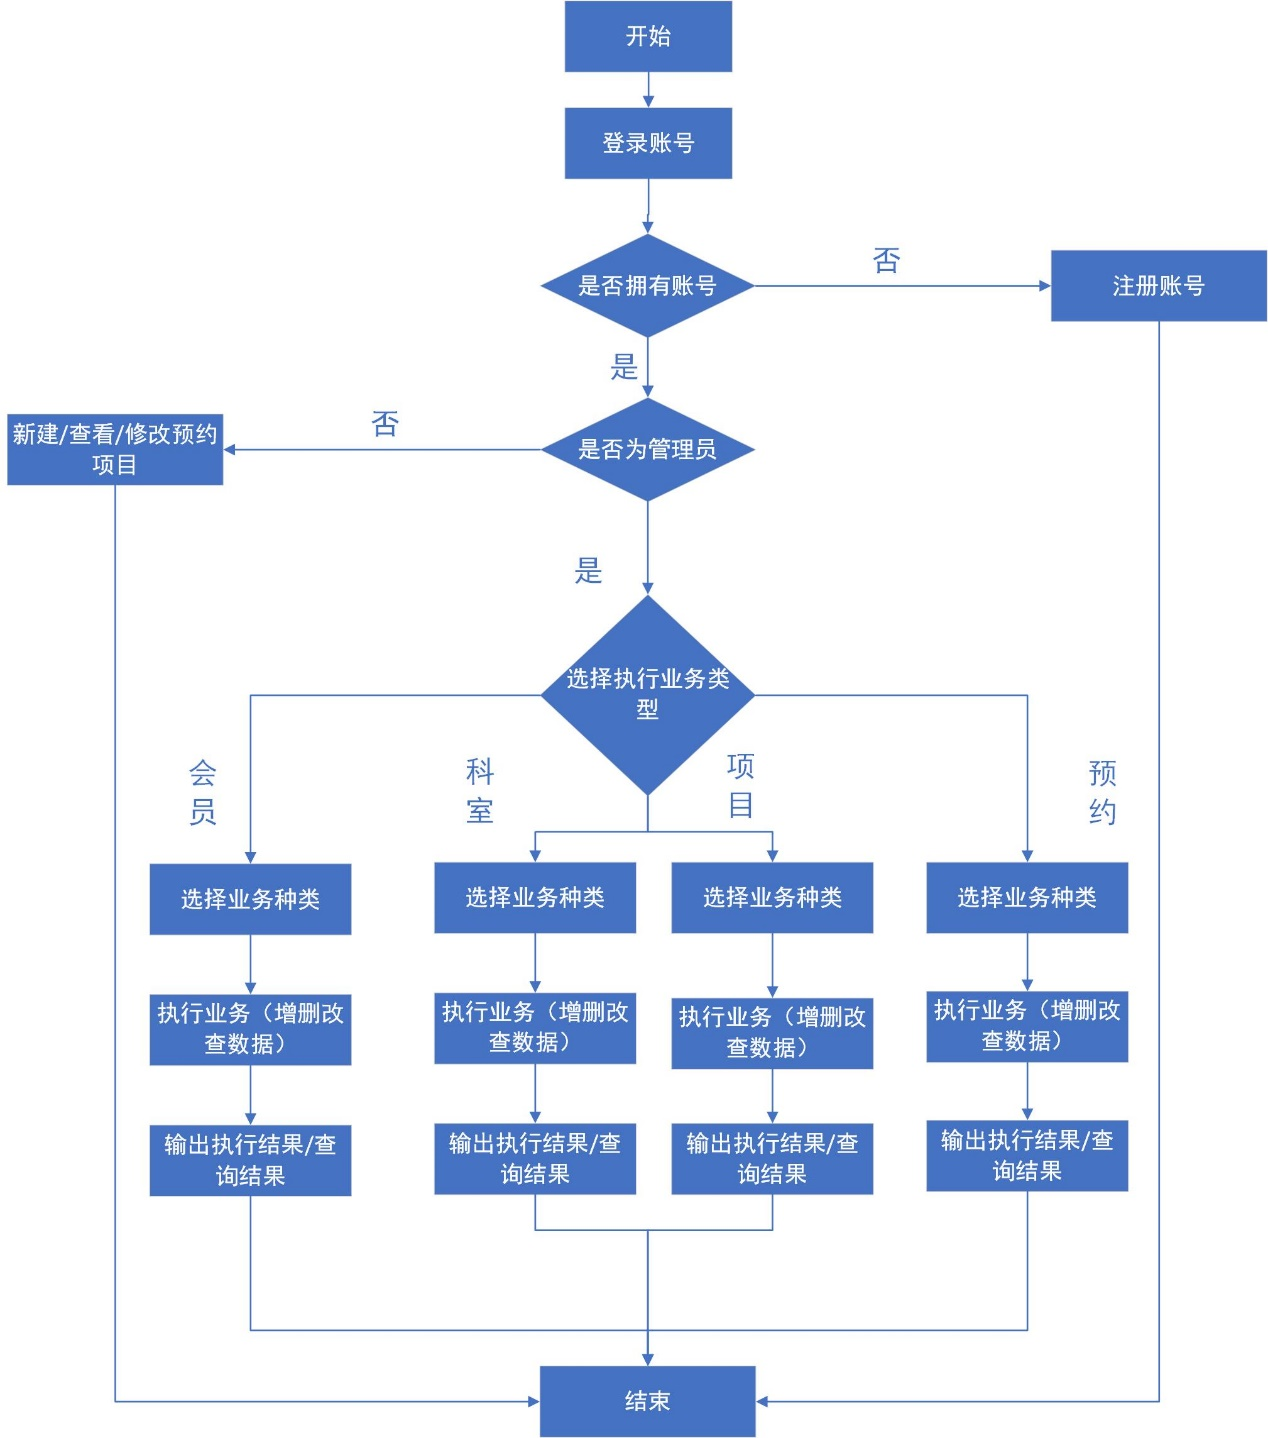 开始
登录账号
是否拥有账号
否
注册账号
是
是否为管理员
否
新建/查看/修改预约
项目
是
选择执行业务类
型
会
员
科
室
项
目
预
约
选择业务种类
选择业务种类
选择业务种类
选择业务种类
执行业务（增删改
查数据）
执行业务（增删改
查数据）
执行业务（增删改
查数据）
执行业务（增删改
查数据）
输出执行结果/查
询结果
输出执行结果/查
询结果
输出执行结果/查
询结果
输出执行结果/查
询结果
结束